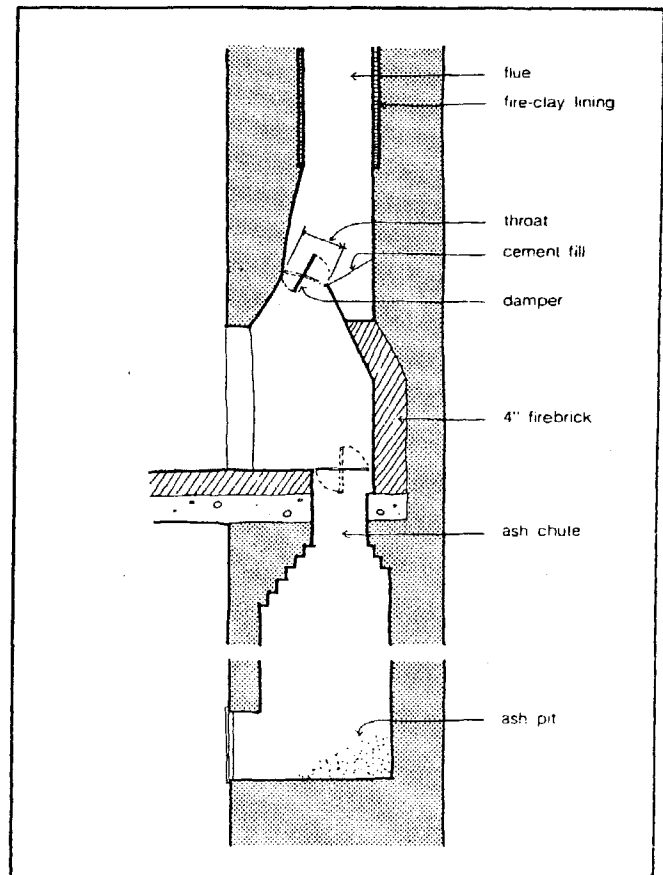 flue
fire-clay lining
throat
cement fill
damper
4" firebrick
ash chute
ash pit